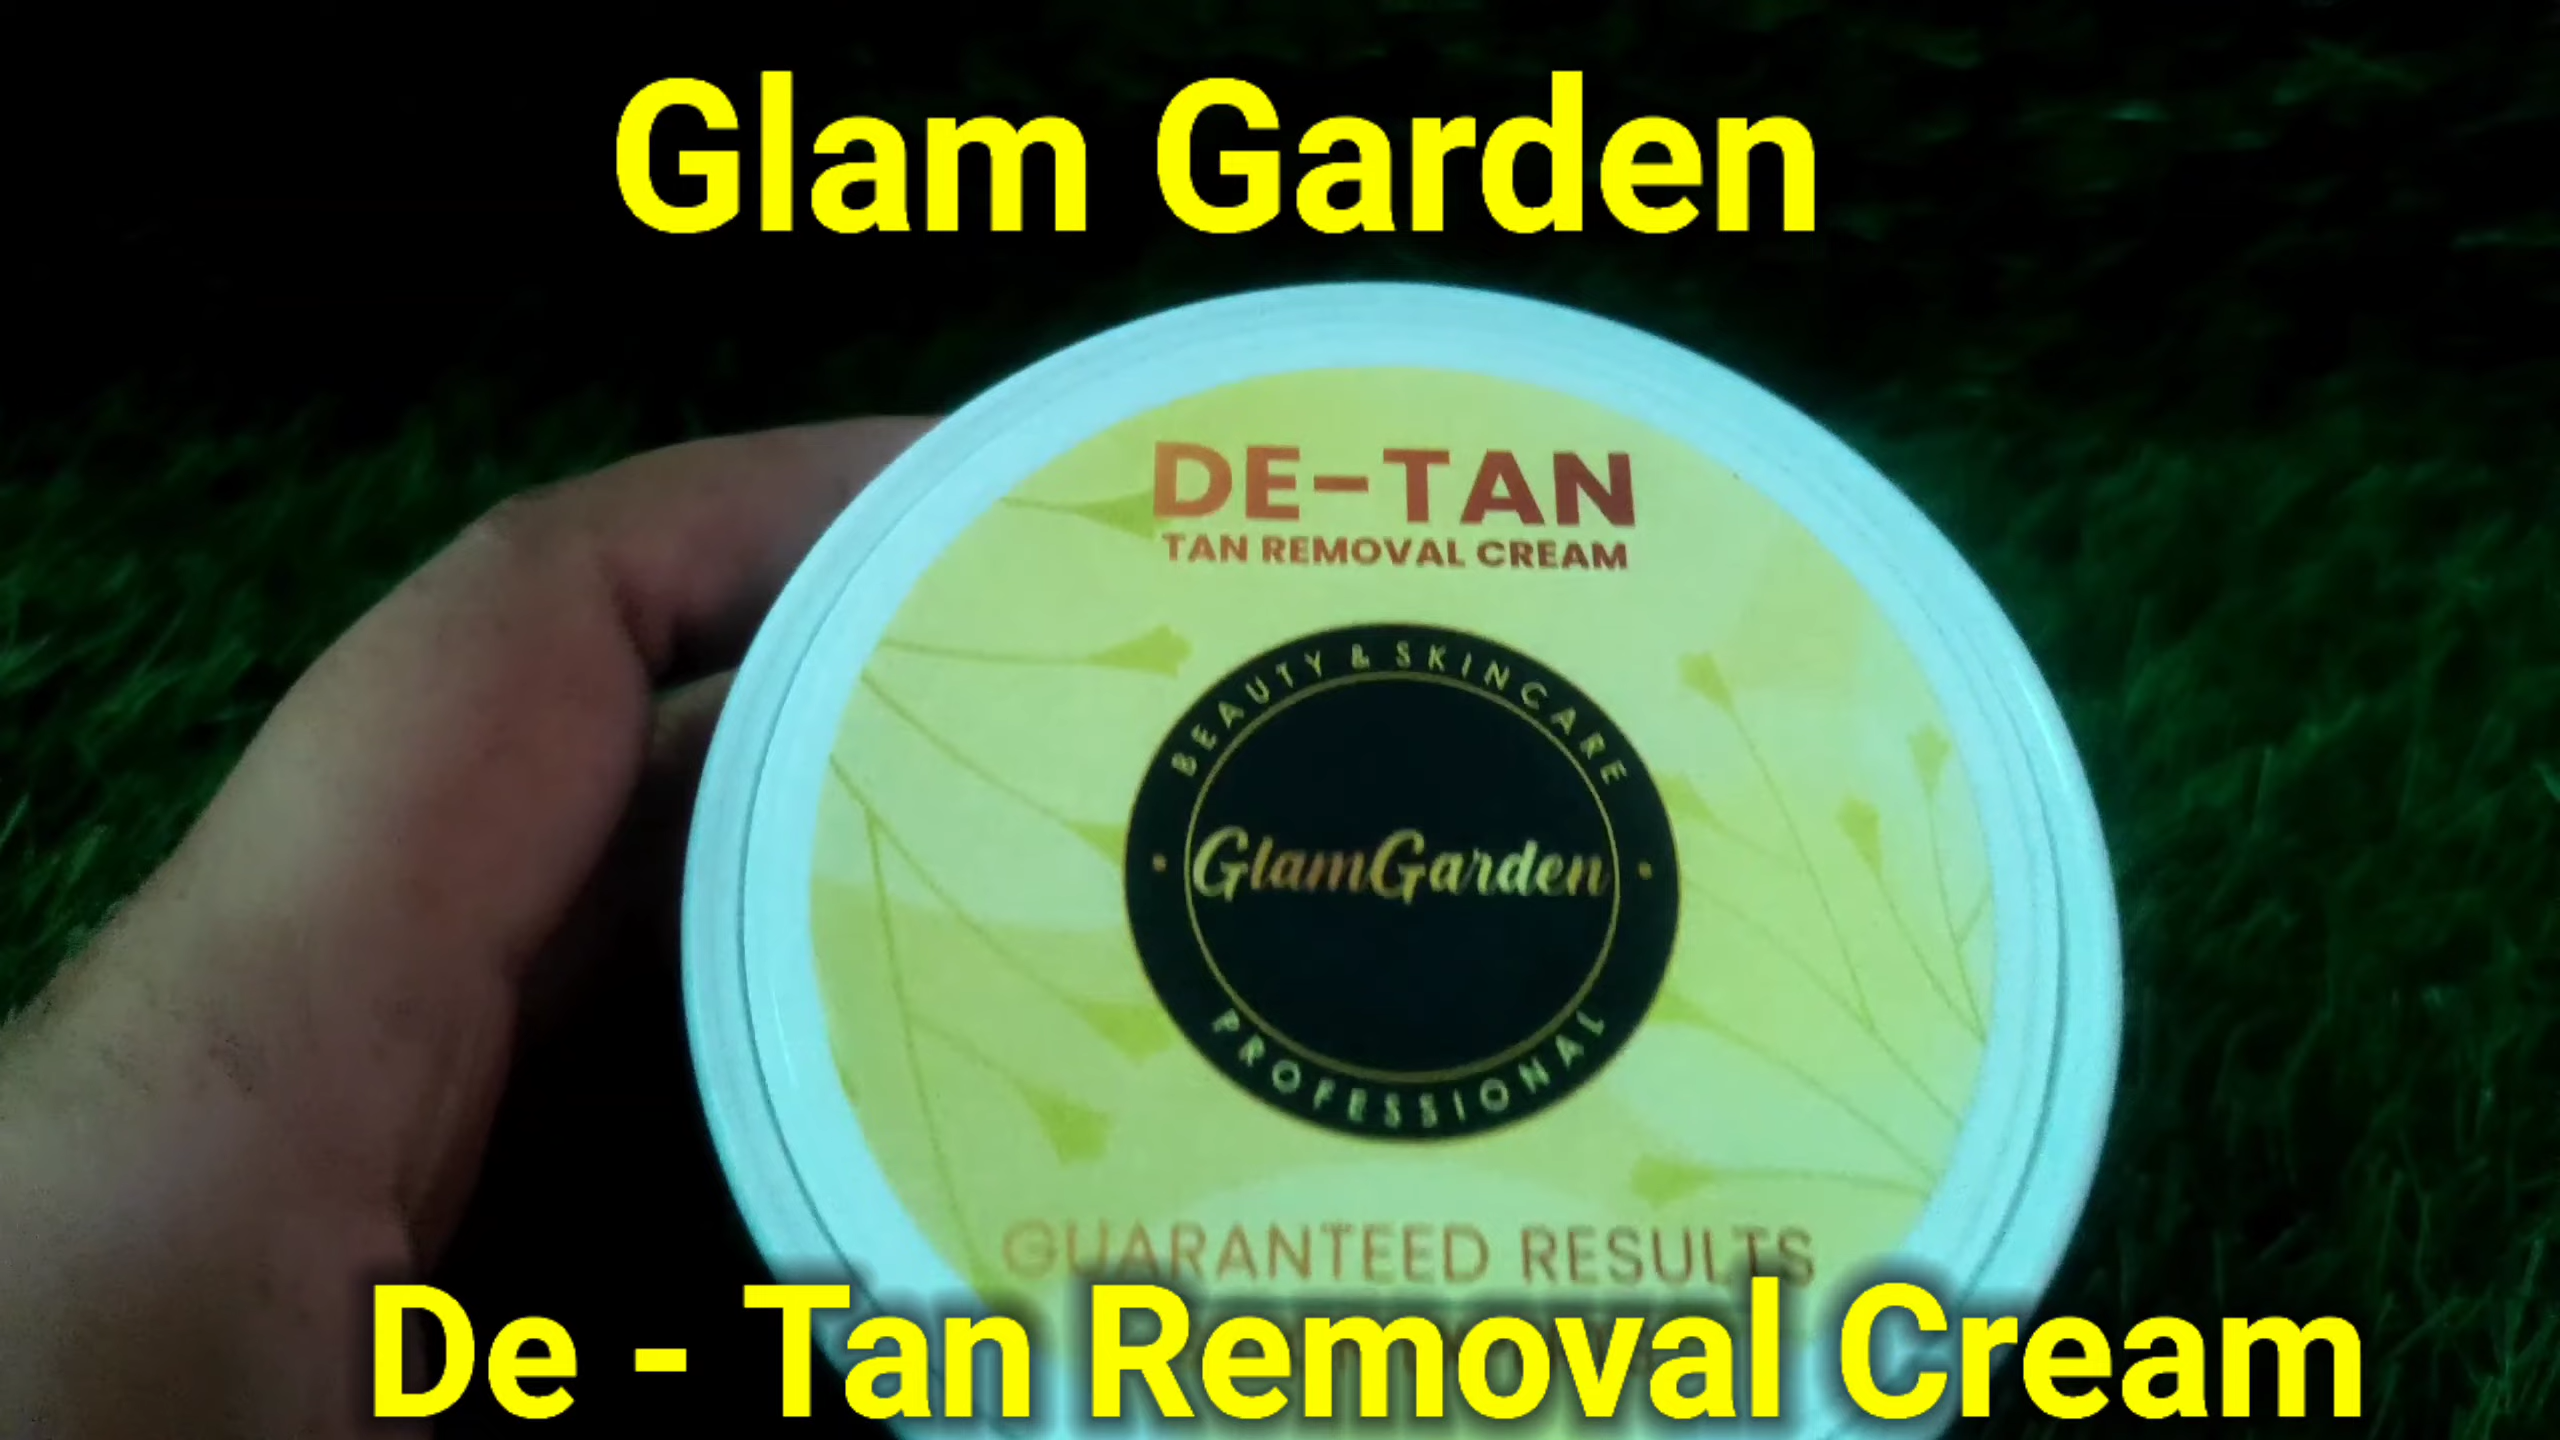 Glam Garden
DE-TAN
TAN REMOVAL CREAM
BEAUTY & SKINCARE
GlamGarden
PROFESSIONAL
GUARANTEED RESULTS
De - Tan Removal Cream